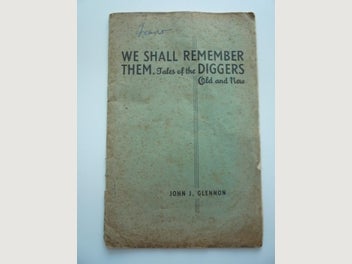 WE SHALL REMEMBER
THEM. Tales of the DIGGERS
Old and New
JOHN J. GLENNON